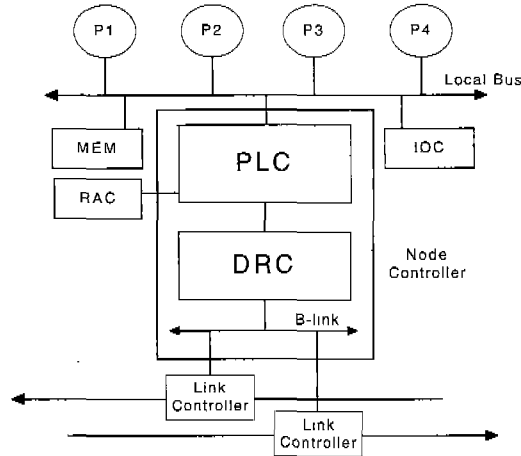 P1
P2
P3
P4
Local Bus
MEM
PLC
IOC
RAC
DRC
Node
Controller
B-link
Link
Controller
Link
Controller